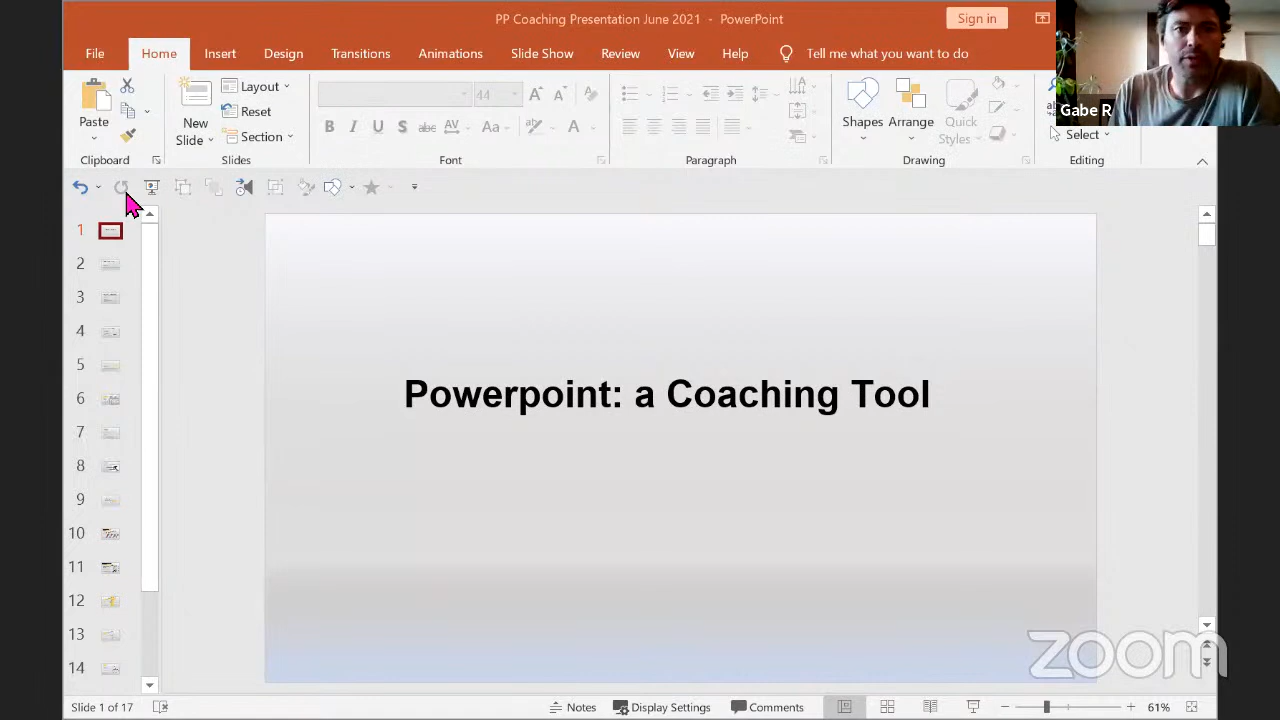 PP Coaching Presentation June 2021 - PowerPoint
Sign in
File Home Insert Design Transitions Animations Slide Show Review View Help Tell me what you want to do
Paste
New Slide
Layout
Reset
Section
44
B I U S abc AV Aa A
Shapes
Arrange
Quick Styles
Select
Gabe R
Clipboard Slides Font Paragraph Drawing Editing
1
2
3
4
5
6
7
8
9
10
11
12
13
14
Powerpoint: a Coaching Tool
zoom
Slide 1 of 17 Notes Display Settings Comments 61%